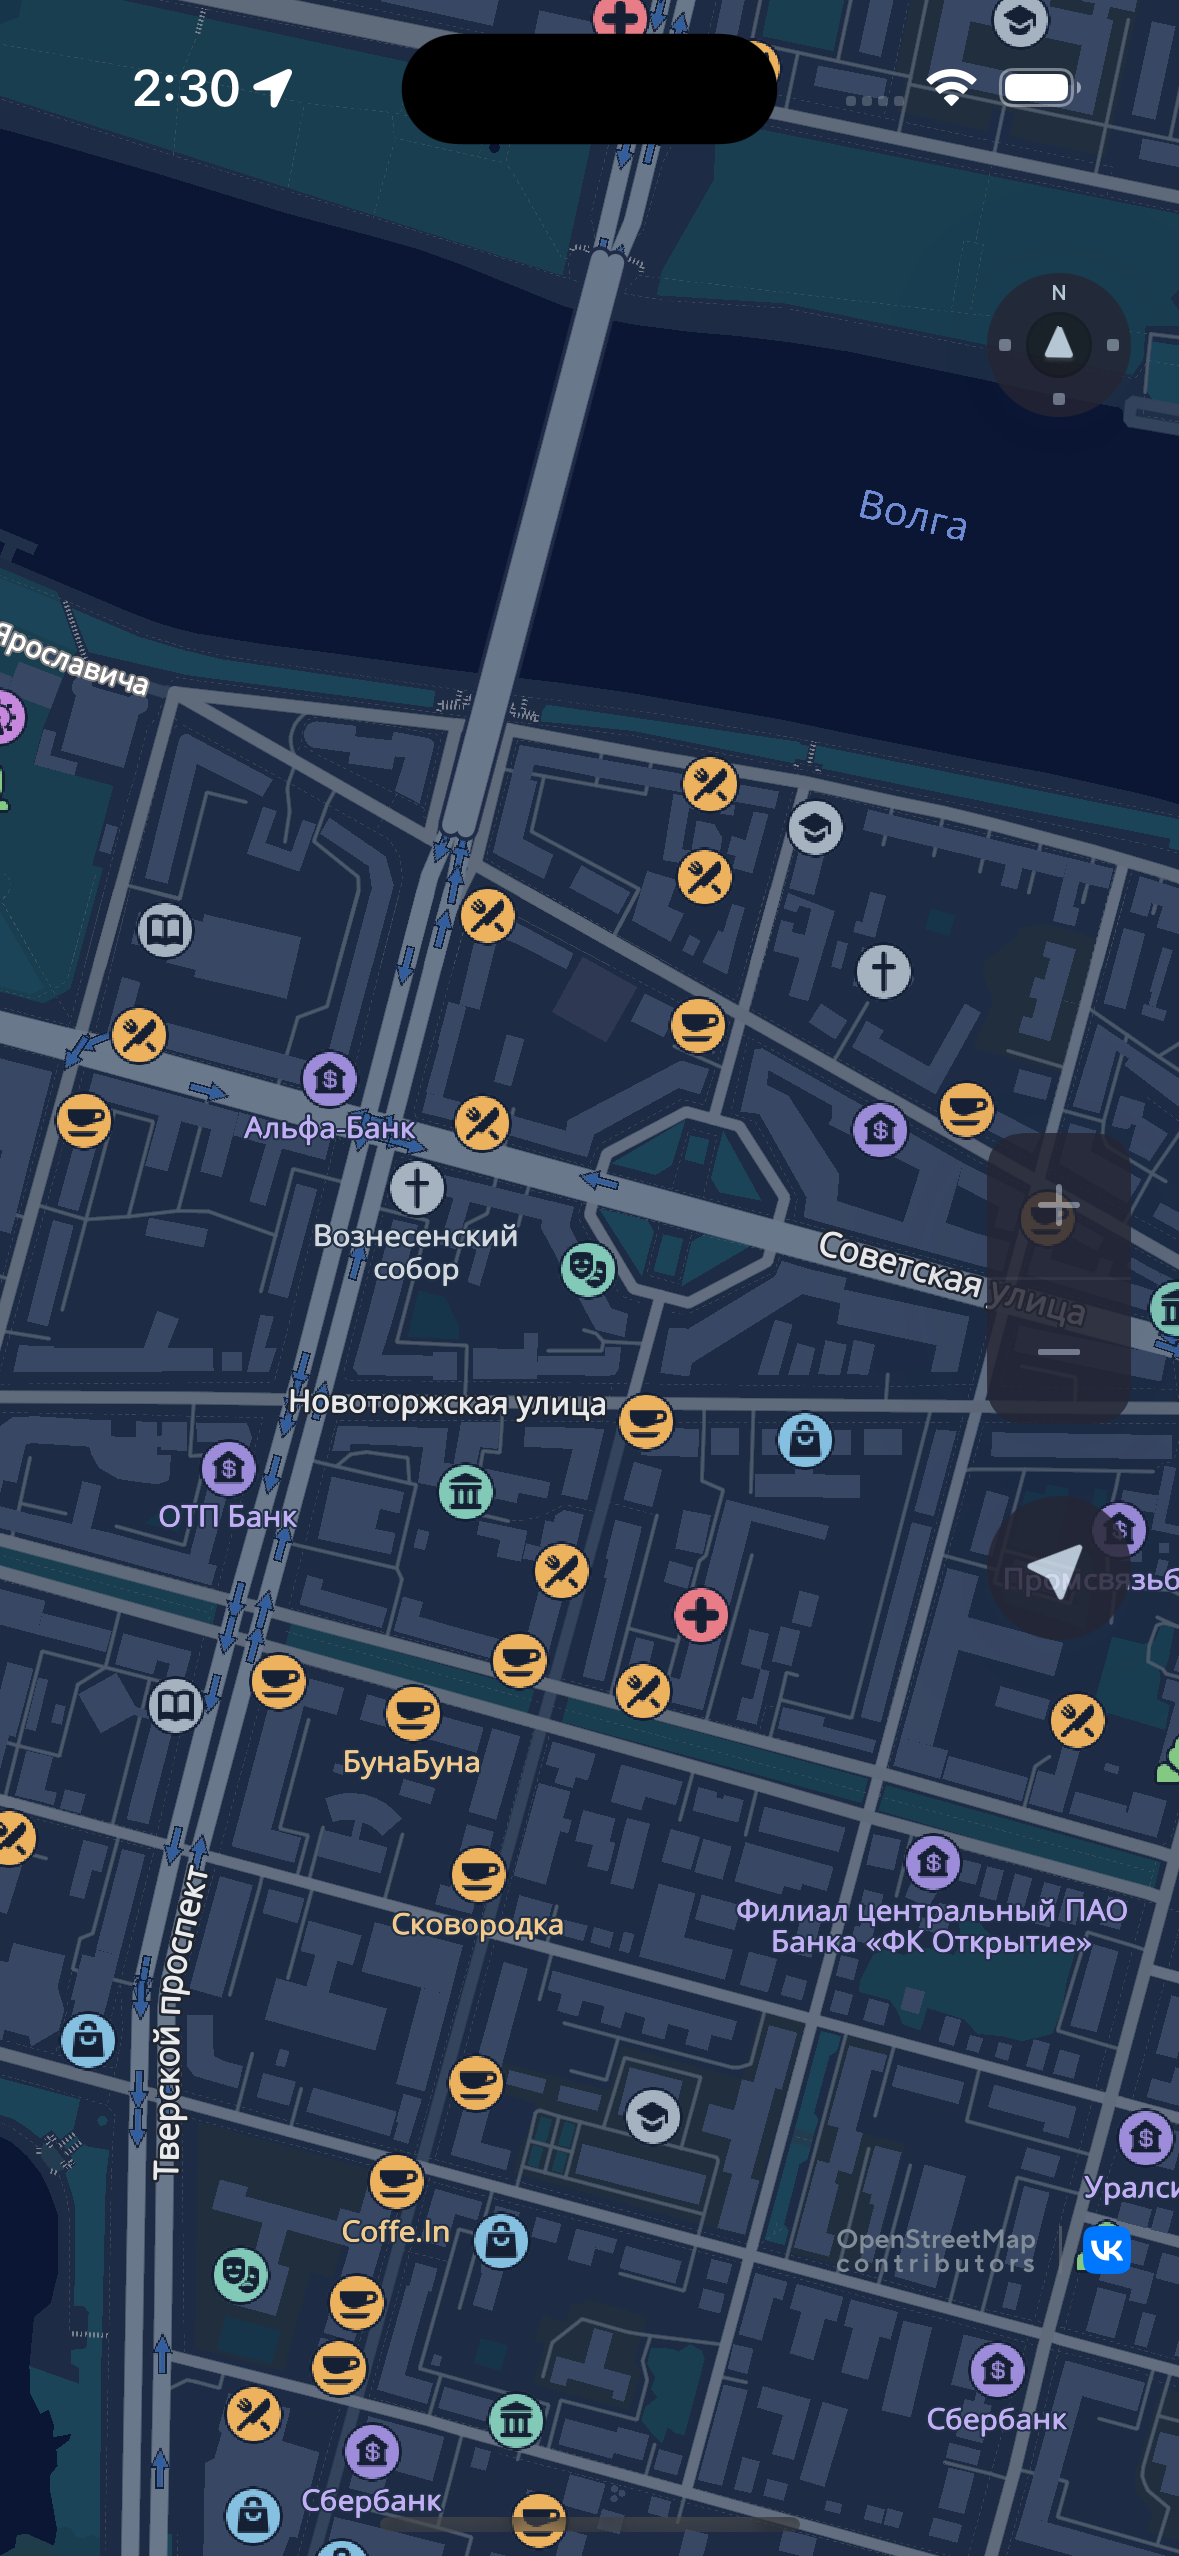 2:30
N
Волга
Ярославича
Альфа-Банк
Вознесенский
собор
Советская улица
Новоторжская улица
ОТП Банк
Промсвязьб
БунаБуна
Сковородка
Филиал центральный ПАО
Банка «ФК Открытие»
Тверской проспект
Уралси
Coffe.In
OpenStreetMap
contributors
Сбербанк
Сбербанк